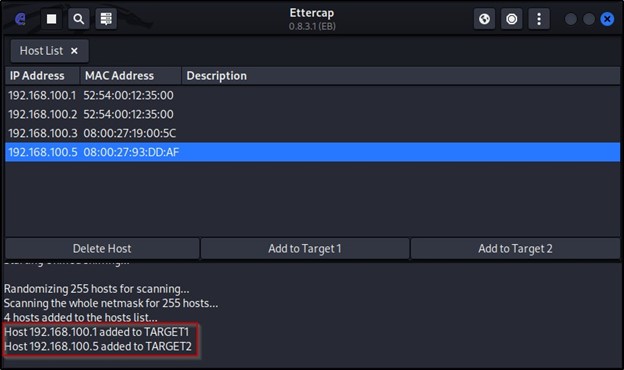 Ettercap
0.8.3.1 (EB)
Host List ×
IP Address MAC Address Description
192.168.100.1 52:54:00:12:35:00
192.168.100.2 52:54:00:12:35:00
192.168.100.3 08:00:27:19:00:5C
192.168.100.5 08:00:27:93:DD:AF
Delete Host Add to Target 1 Add to Target 2
Randomizing 255 hosts for scanning...
Scanning the whole netmask for 255 hosts...
4 hosts added to the hosts list...
Host 192.168.100.1 added to TARGET1
Host 192.168.100.5 added to TARGET2